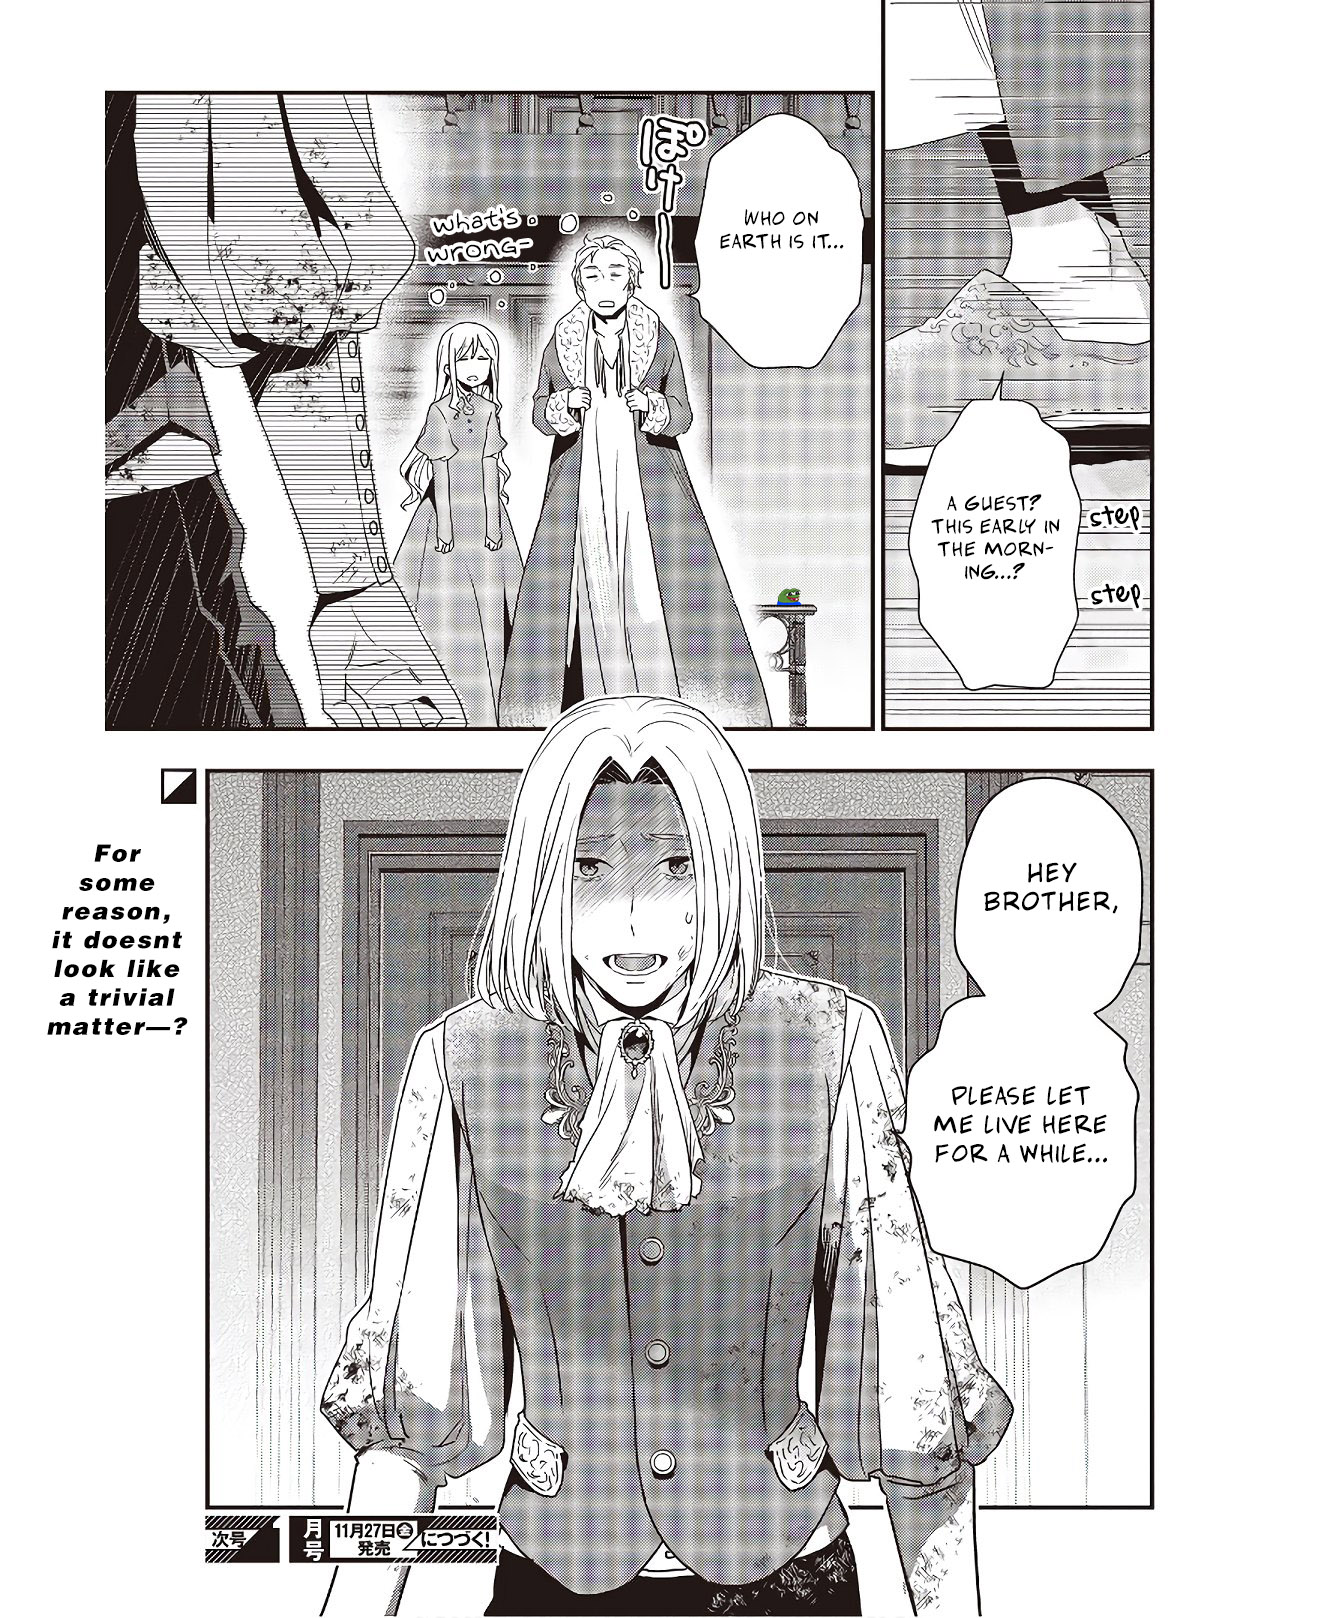 A GUEST?
THIS EARLY IN
THE MORN-
ING...?
step
step
WHO ON
EARTH IS IT...
ぽけーー
what's
wrong-
HEY
BROTHER,
PLEASE LET
ME LIVE HERE
FOR A WHILE...
For
some
reason,
it doesnt
look like
a trivial
matter—?
次号1月号 11月27日㊎発売 につづく!